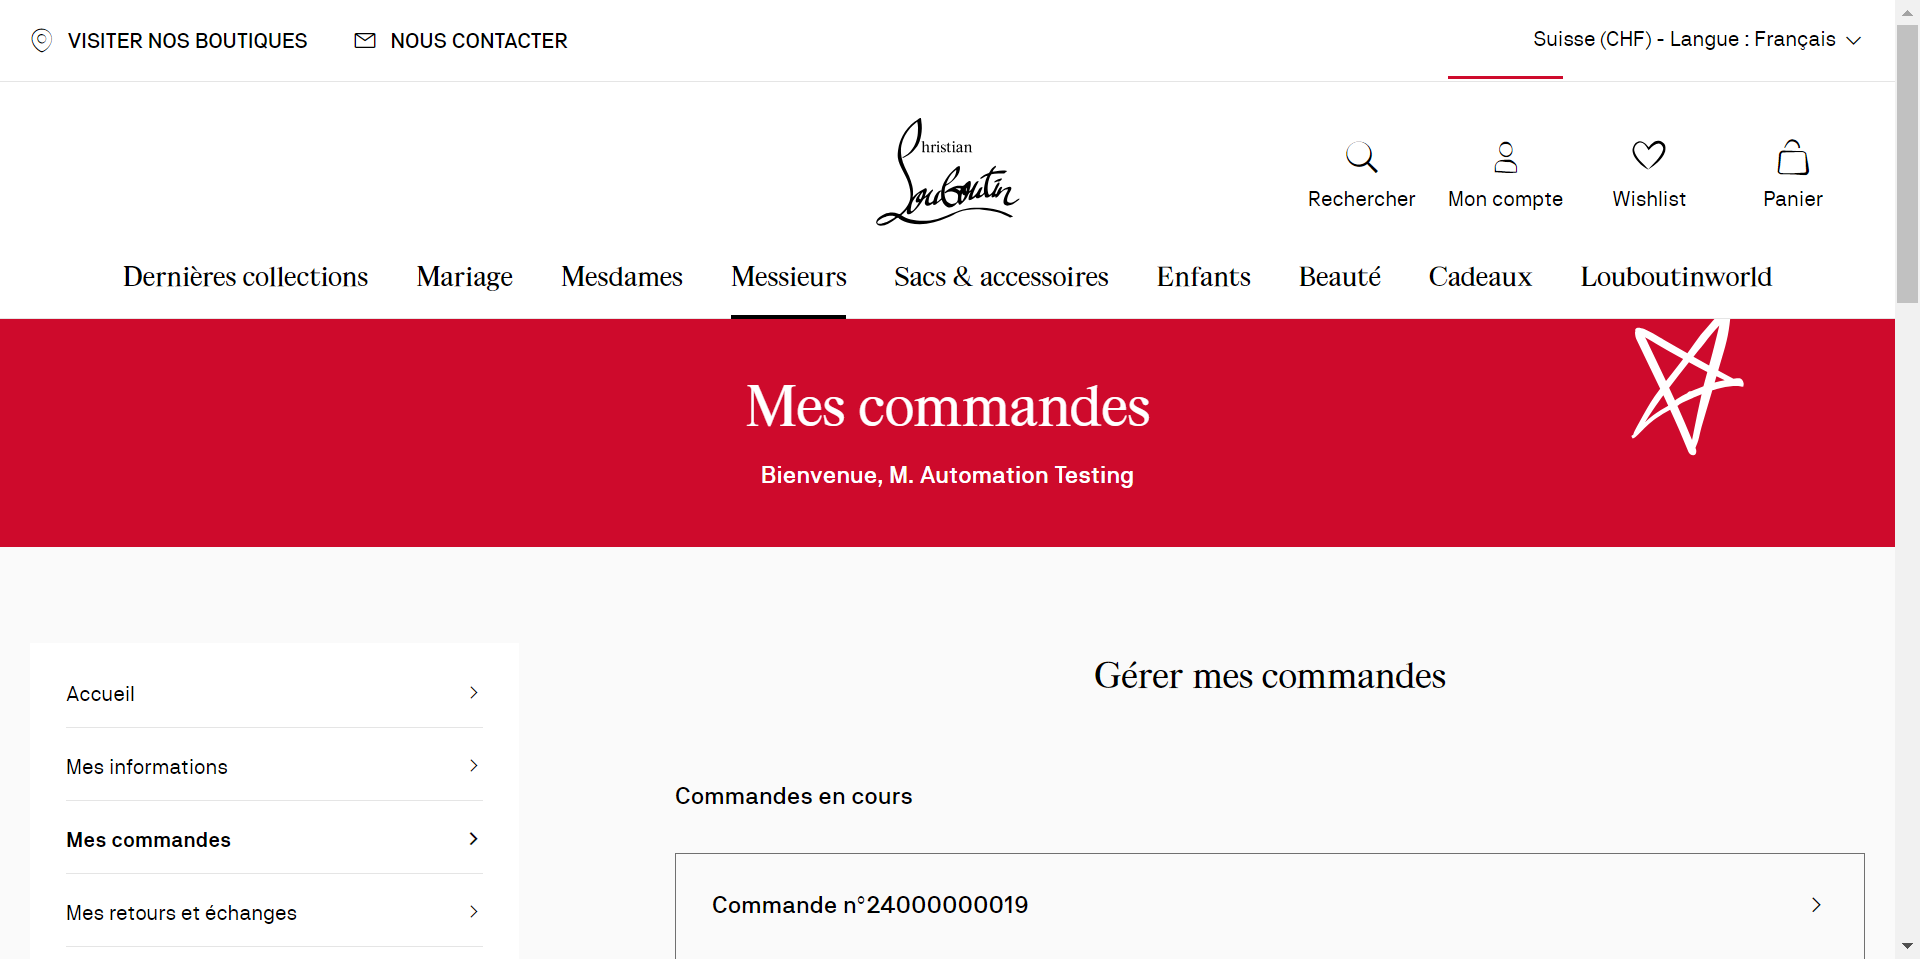 VISITER NOS BOUTIQUES
NOUS CONTACTER
Suisse (CHF) - Langue : Français
Christian
Louboutin
Rechercher
Mon compte
Wishlist
Panier
Dernières collections
Mariage
Mesdames
Messieurs
Sacs & accessoires
Enfants
Beauté
Cadeaux
Louboutinworld
Mes commandes
Bienvenue, M. Automation Testing
Accueil
Mes informations
Mes commandes
Mes retours et échanges
Gérer mes commandes
Commandes en cours
Commande n°24000000019